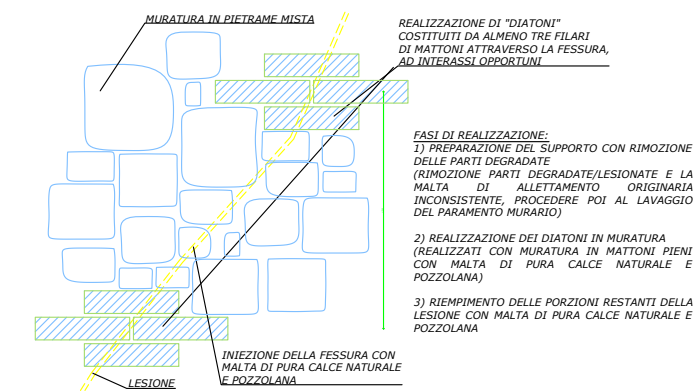 MURATURA IN PIETRAME MISTA
REALIZZAZIONE DI "DIATONI"
COSTITUITI DA ALMENO TRE FILARI
DI MATTONI ATTRAVERSO LA FESSURA,
AD INTERASSI OPPORTUNI
FASI DI REALIZZAZIONE:
1) PREPARAZIONE DEL SUPPORTO CON RIMOZIONE
DELLE PARTI DEGRADATE
(RIMOZIONE PARTI DEGRADATE/LESIONATE E LA
MALTA DI ALLETTAMENTO ORIGINARIA
INCONSISTENTE, PROCEDERE POI AL LAVAGGIO
DEL PARAMENTO MURARIO)
2) REALIZZAZIONE DEI DIATONI IN MURATURA
(REALIZZATI CON MURATURA IN MATTONI PIENI
CON MALTA DI PURA CALCE NATURALE E
POZZOLANA)
3) RIEMPIMENTO DELLE PORZIONI RESTANTI DELLA
LESIONE CON MALTA DI PURA CALCE NATURALE E
POZZOLANA
INIEZIONE DELLA FESSURA CON
MALTA DI PURA CALCE NATURALE
E POZZOLANA
LESIONE